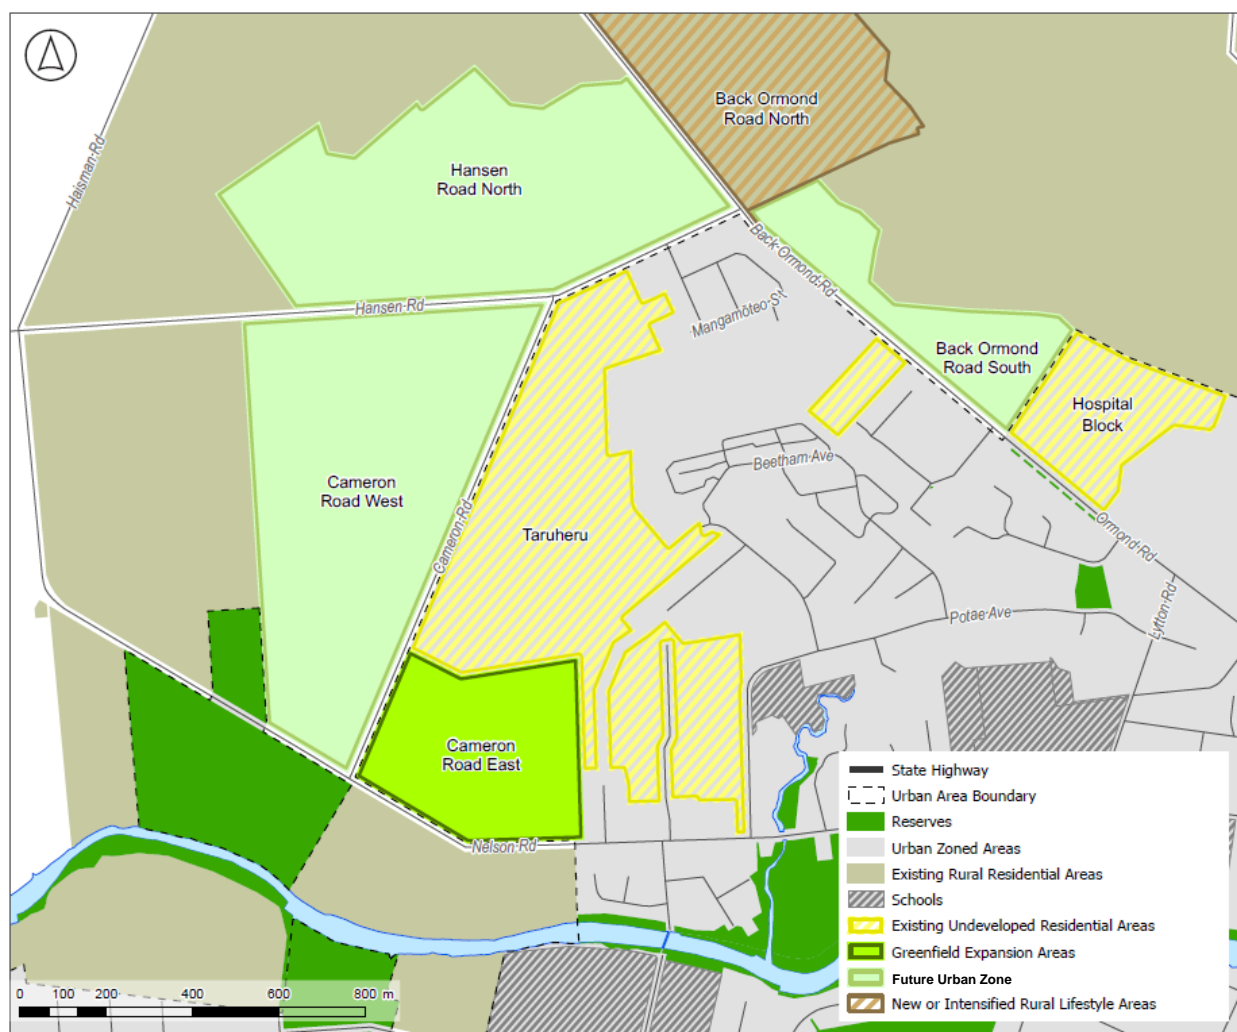 Back Ormond
Road North
Haisman Rd
Hansen
Road North
Back Ormond Rd
Hansen Rd
Mangamōteo St
Back Ormond
Road South
Hospital
Block
Beetham Ave
Cameron
Road West
Cameron Rd
Taruheru
Ormond Rd
Potae Ave
Lytton Rd
Cameron
Road East
Nelson Rd
State Highway
Urban Area Boundary
Reserves
Urban Zoned Areas
Existing Rural Residential Areas
Schools
Existing Undeveloped Residential Areas
Greenfield Expansion Areas
Future Urban Zone
New or Intensified Rural Lifestyle Areas
0 100 200 400 600 800 m